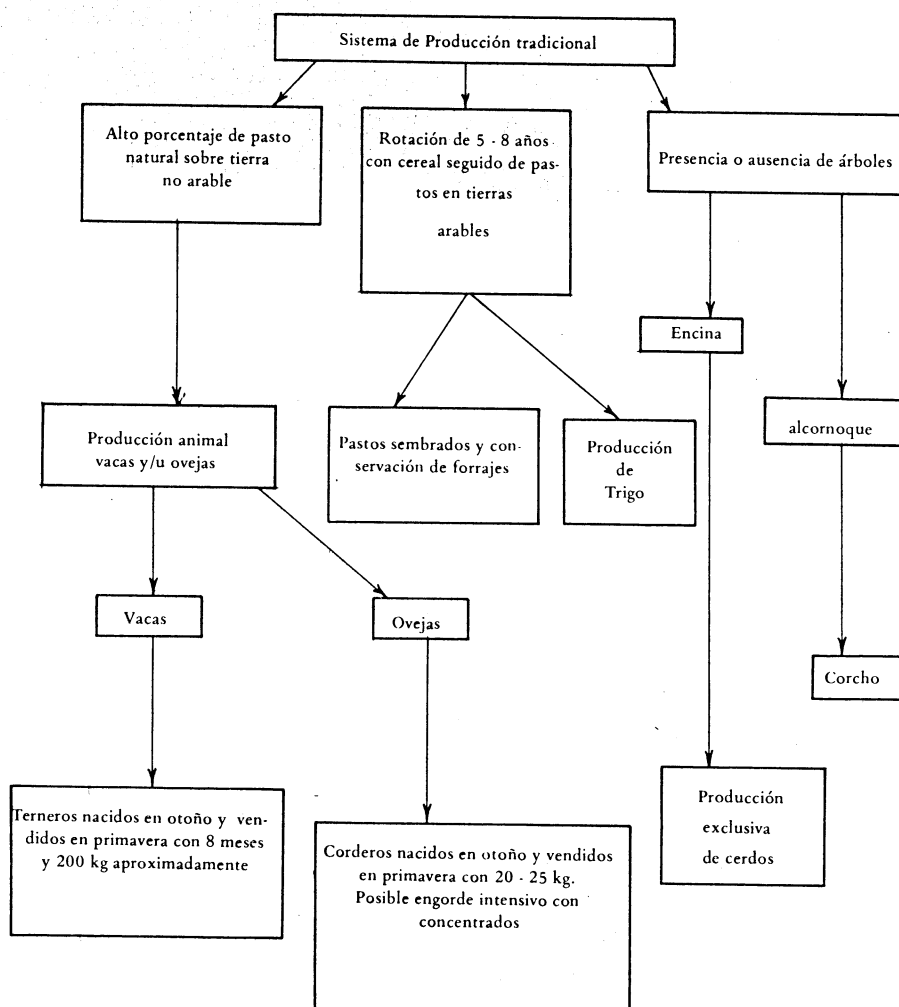 Sistema de Producción tradicional
Alto porcentaje de pasto
natural sobre tierra
no arable
Rotación de 5 - 8 años
con cereal seguido de pas-
tos en tierras
arables
Presencia o ausencia de árboles
Encina
alcornoque
Producción animal
vacas y/u ovejas
Pastos sembrados y con-
servación de forrajes
Producción
de
Trigo
Vacas
Ovejas
Corcho
Terneros nacidos en otoño y ven-
didos en primavera con 8 meses
y 200 kg aproximadamente
Corderos nacidos en otoño y vendidos
en primavera con 20 - 25 kg.
Posible engorde intensivo con
concentrados
Producción
exclusiva
de cerdos